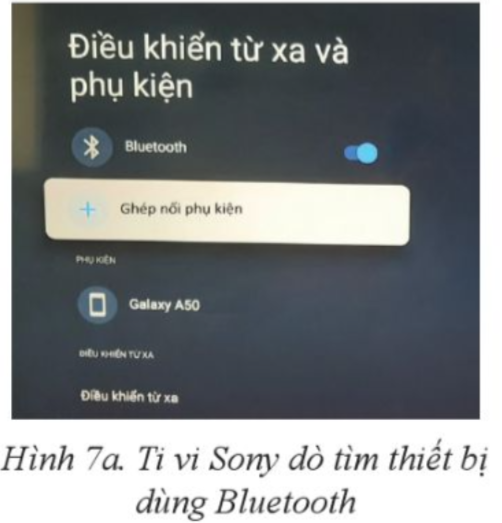 Điều khiển từ xa và
phụ kiện
Bluetooth
Ghép nối phụ kiện
PHỤ KIỆN
Galaxy A50
ĐIỀU KHIỂN TỪ XA
Điều khiển từ xa
Hình 7a. Ti vi Sony dò tìm thiết bị
dùng Bluetooth